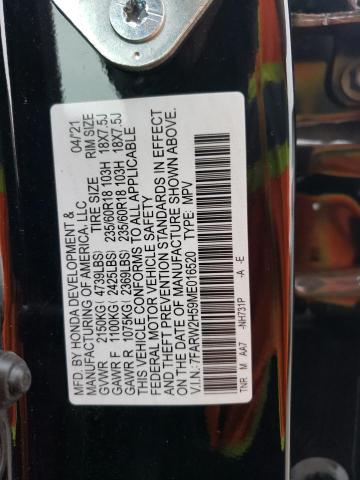 MFD. BY HONDA DEVELOPMENT & 04/'21
MANUFACTURING OF AMERICA, LLC
TIRE SIZE RIM SIZE
GVWR 2150KG( 4739LBS)
GAWR F 1100KG( 2426LBS) 235/60R18 103H 18X7.5J
GAWR R 1075KG( 2369LBS) 235/60R18 103H 18X7.5J
THIS VEHICLE CONFORMS TO ALL APPLICABLE
FEDERAL MOTOR VEHICLE SAFETY
AND THEFT PREVENTION STANDARDS IN EFFECT
ON THE DATE OF MANUFACTURE SHOWN ABOVE.
V.I.N.: 7FARW2H59ME016520 TYPE: MPV
TNR M AA7 -NH731P -A -E